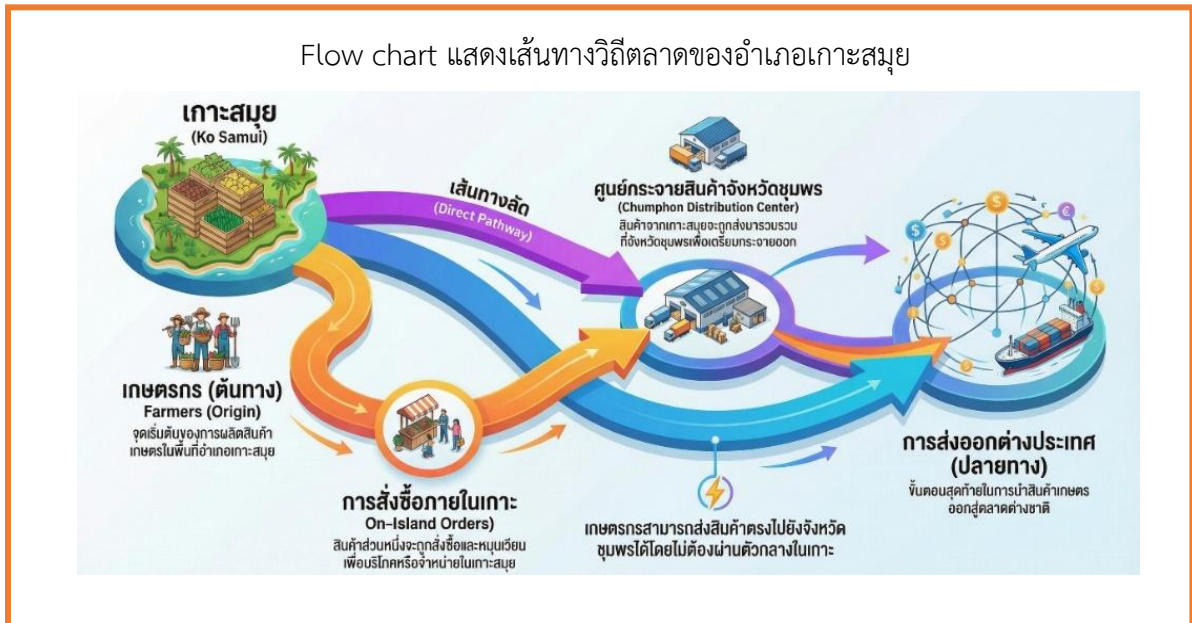 Flow chart แสดงเส้นทางวิถีตลาดของอำเภอเกาะสมุย
เกาะสมุย
(Ko Samui)
เส้นทางลัด
(Direct Pathway)
ศูนย์กระจายสินค้าจังหวัดชุมพร
(Chumphon Distribution Center)
สินค้าจากเกาะสมุยจะถูกส่งมารวบรวม
ที่จังหวัดชุมพรเพื่อเตรียมกระจายออก
เกษตรกร (ต้นทาง)
Farmers (Origin)
จุดเริ่มต้นของการผลิตสินค้า
เกษตรในพื้นที่อำเภอเกาะสมุย
การสั่งซื้อภายในเกาะ
On-Island Orders)
สินค้าส่วนหนึ่งจะถูกสั่งซื้อและหมุนเวียน
เพื่อบริโภคหรือจำหน่ายในเกาะสมุย
เกษตรกรสามารถส่งสินค้าตรงไปยังจังหวัด
ชุมพรได้โดยไม่ต้องผ่านตัวกลางในเกาะ
การส่งออกต่างประเทศ
(ปลายทาง)
ขั้นตอนสุดท้ายในการนำสินค้าเกษตร
ออกสู่ตลาดต่างชาติ